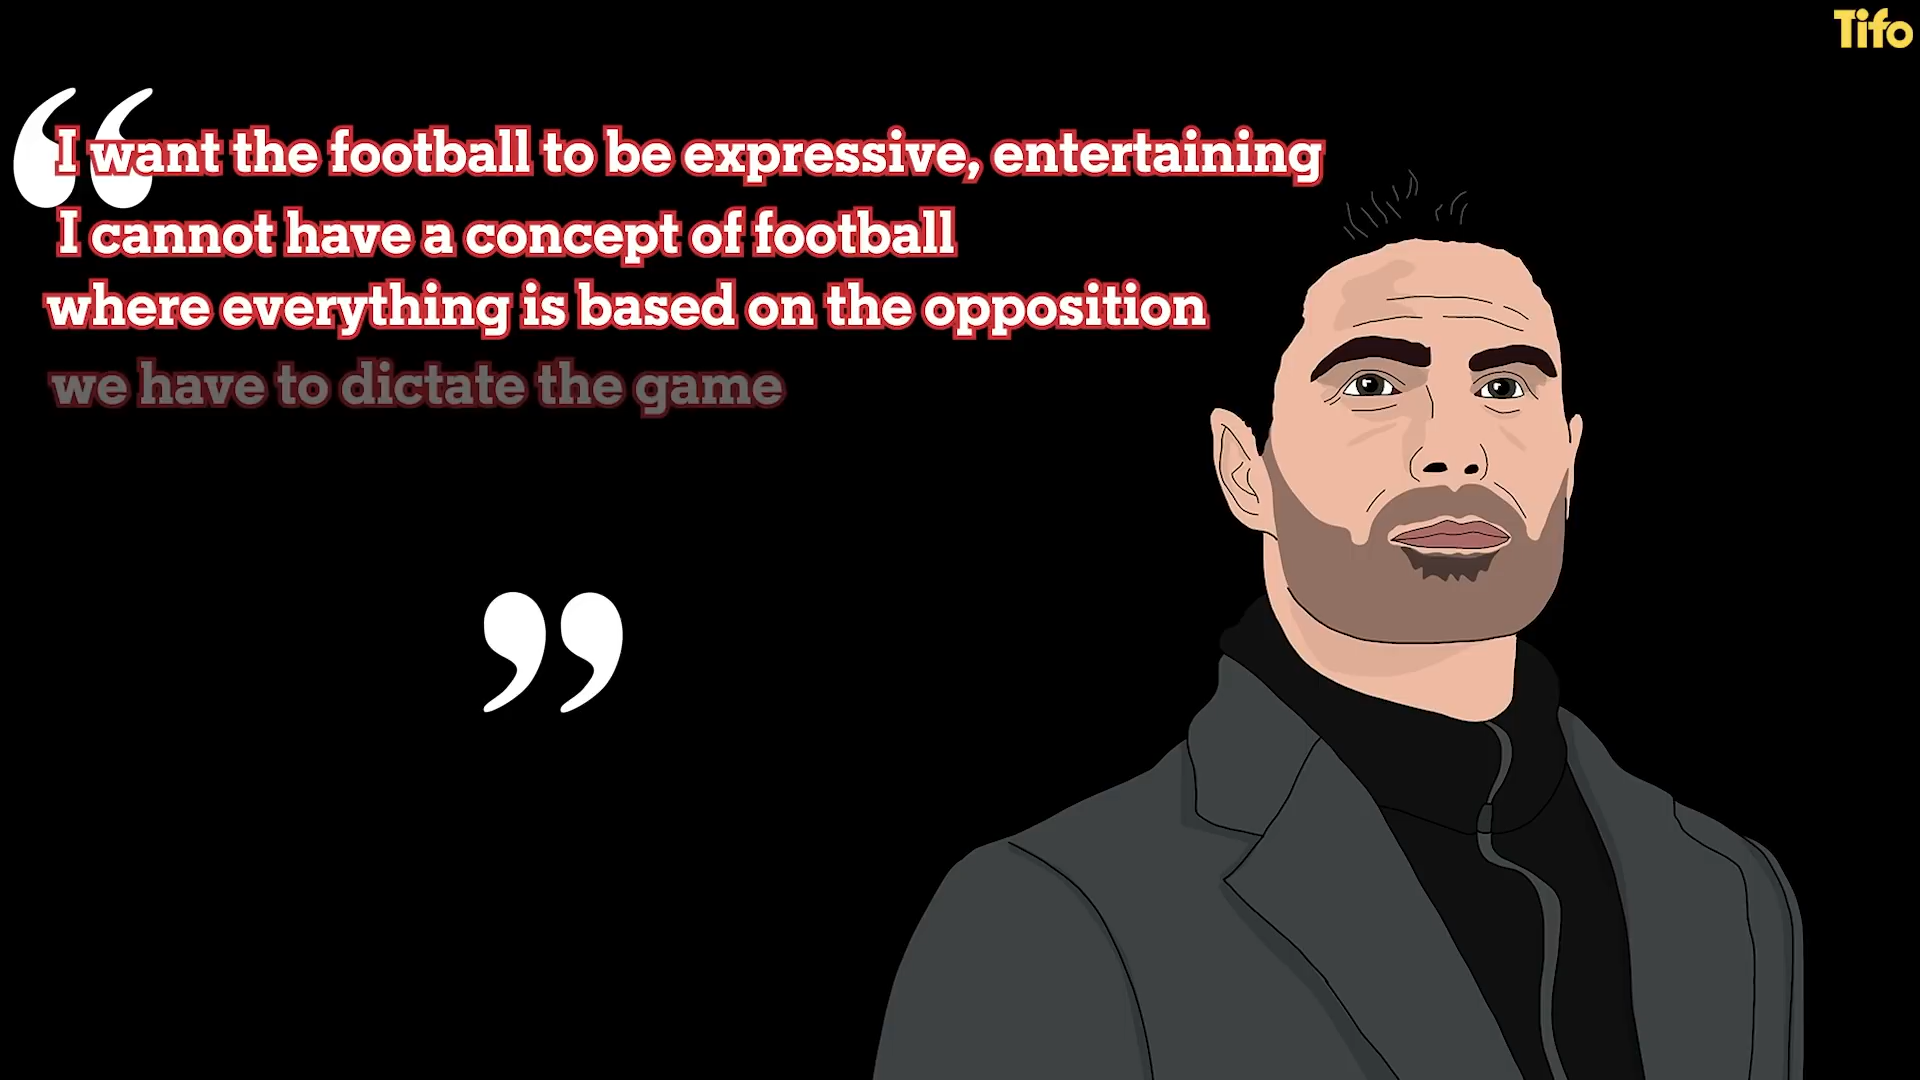 Tifo
“I want the football to be expressive, entertaining
I cannot have a concept of football
where everything is based on the opposition
we have to dictate the game
”